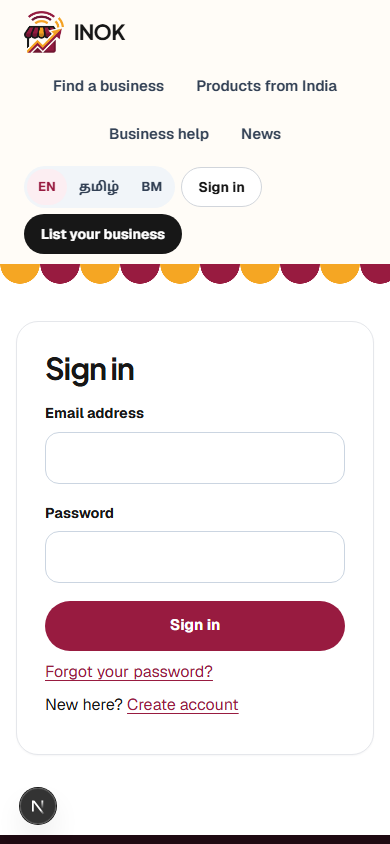 INOK
Find a business
Products from India
Business help
News
EN
தமிழ்
BM
Sign in
List your business
Sign in
Email address
Password
Sign in
Forgot your password?
New here? Create account
N